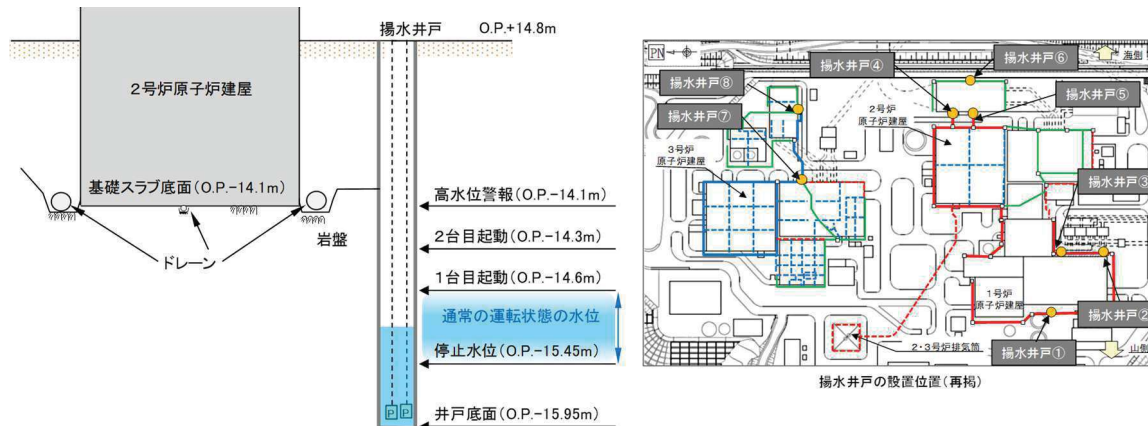 揚水井戸
O.P.+14.8m
2号炉原子炉建屋
基礎スラブ底面(O.P.-14.1m)
岩盤
ドレーン
高水位警報(O.P.-14.1m)
2台目起動(O.P.-14.3m)
1台目起動(O.P.-14.6m)
通常の運転状態の水位
停止水位(O.P.-15.45m)
P P
井戸底面(O.P.-15.95m)
PN
揚水井戸⑥
海側
揚水井戸④
揚水井戸⑧
揚水井戸⑤
2号炉
原子炉建屋
揚水井戸⑦
3号炉
原子炉建屋
揚水井戸③
1号炉
原子炉建屋
揚水井戸②
2・3号炉排気筒
揚水井戸①
山側
揚水井戸の設置位置(再掲)